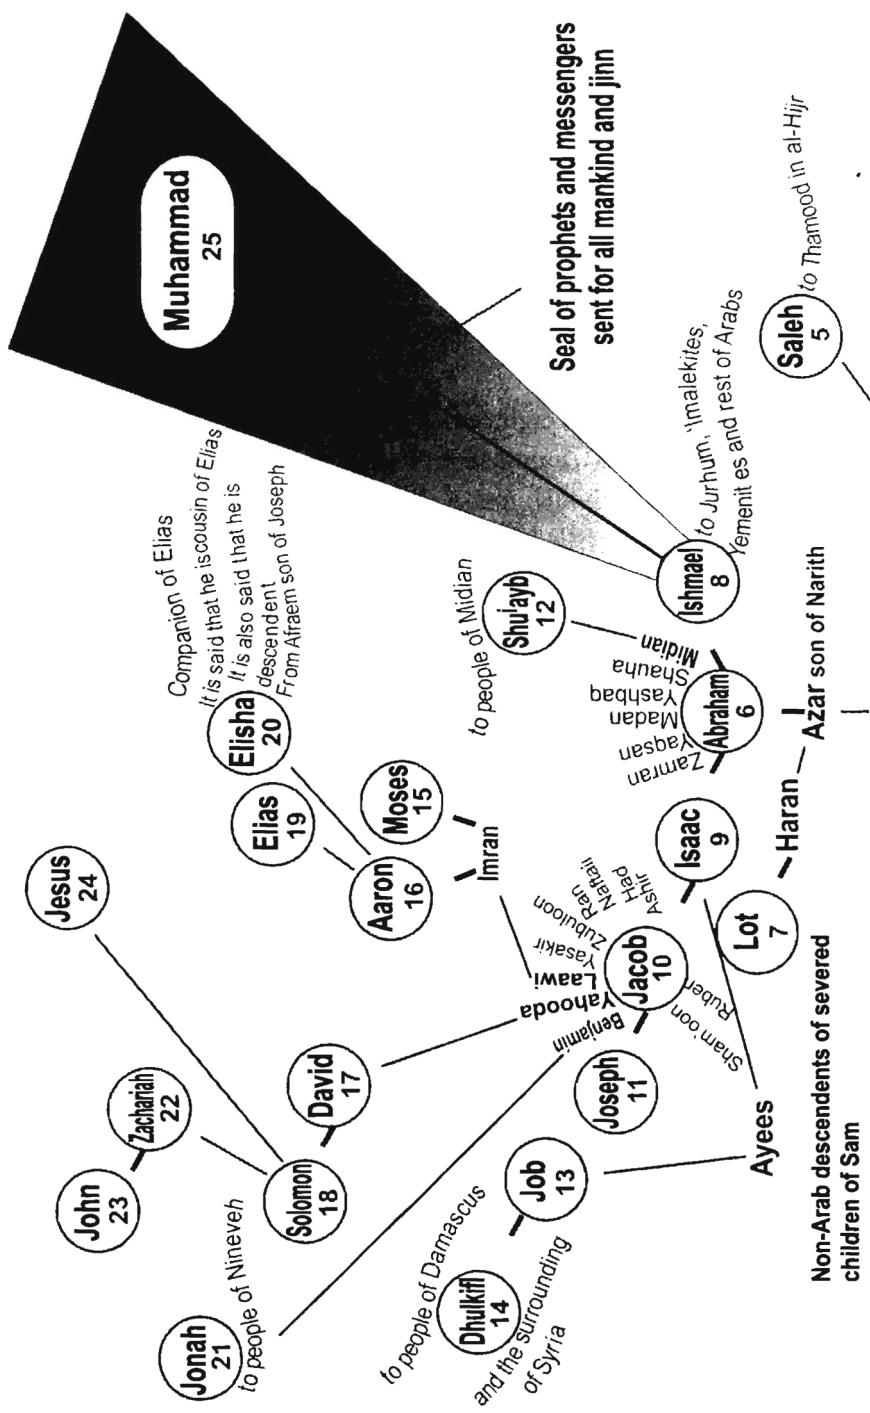 Muhammad
25
Seal of prophets and messengers
sent for all mankind and jinn
Saleh
5
to Thamood in al-Hijr
Companion of Elias
It is said that he iscousin of Elias
It is also said that he is
descendent
From Afraem son of Joseph
Elisha
20
Elias
19
Moses
15
Aaron
16
Imran
to people of Midian
Shu'ayb
12
Ishmael
8
to Jurhum, 'Imalekites,
Yemenit es and rest of Arabs
Midian
Shauha
Yashbaq
Madan
Yaqsan
Zamran
Abraham
6
Azar son of Narith
Haran
Lot
7
Isaac
9
Jesus
24
Zachariah
22
John
23
Solomon
18
David
17
Jonah
21
to people of Nineveh
Ashir
Had
Naftali
Ran
Zubuloon
Yasakir
Laawi
Yahooda
Benjamin
Jacob
10
Ruber
Sham'oon
Joseph
11
Ayees
Job
13
Dhulkifl
14
to people of Damascus
and the surrounding
of Syria
Non-Arab descendents of severed
children of Sam